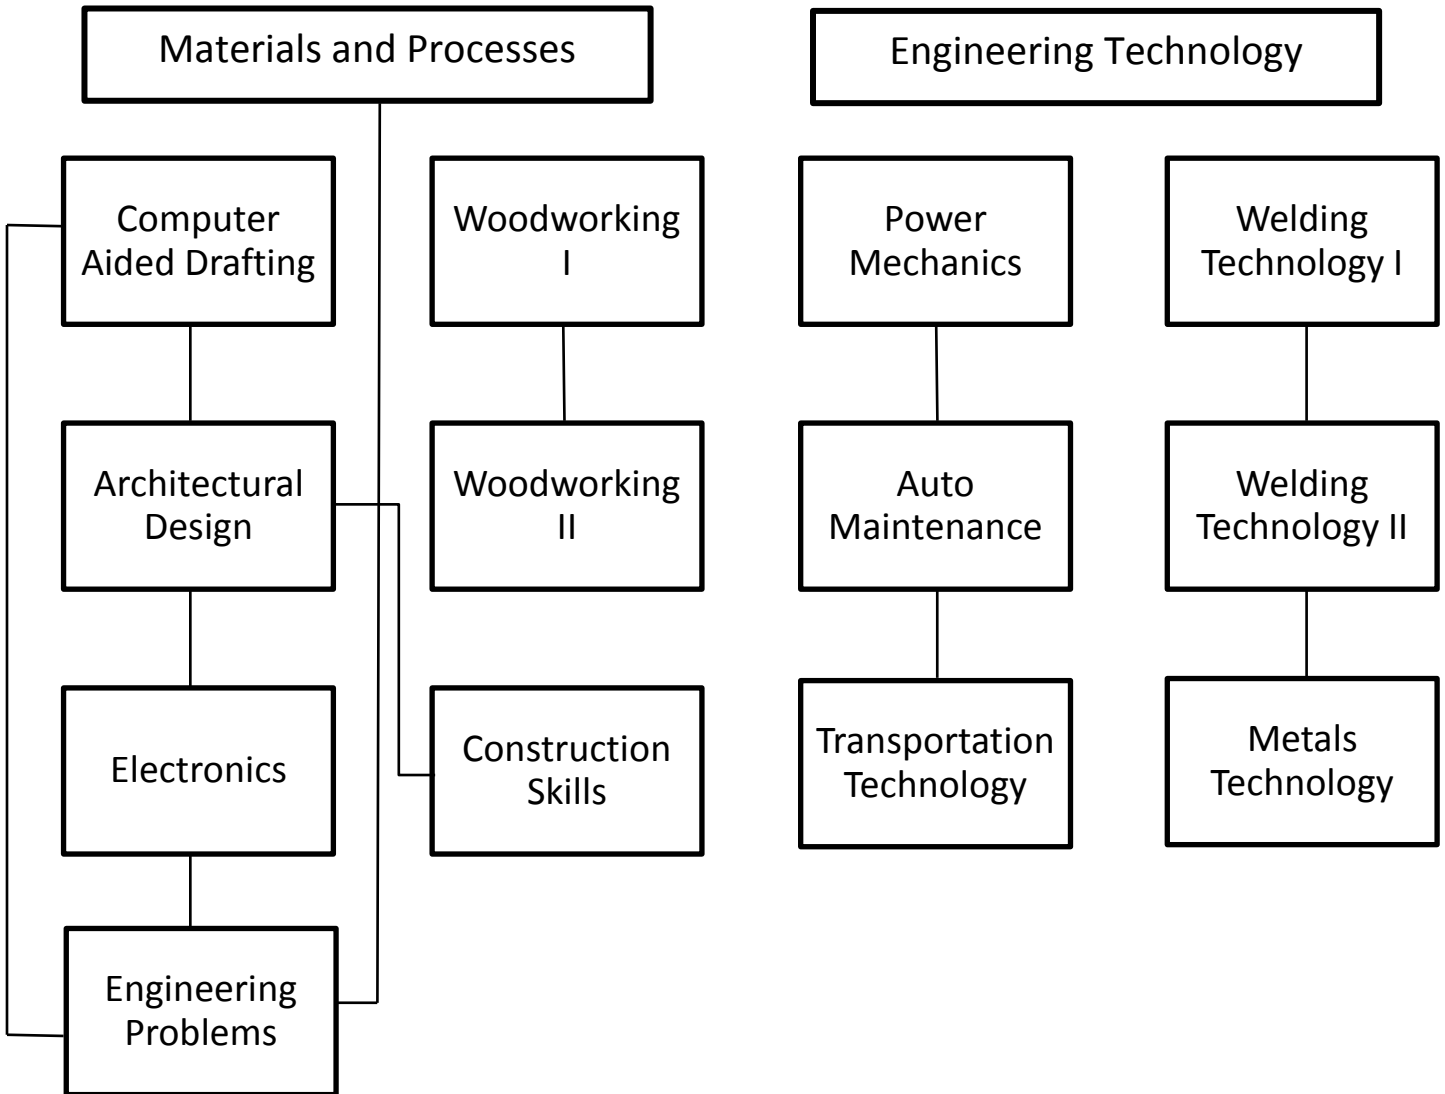 Materials and Processes
Engineering Technology
Computer
Aided Drafting
Woodworking
I
Power
Mechanics
Welding
Technology I
Architectural
Design
Woodworking
II
Auto
Maintenance
Welding
Technology II
Electronics
Construction
Skills
Transportation
Technology
Metals
Technology
Engineering
Problems